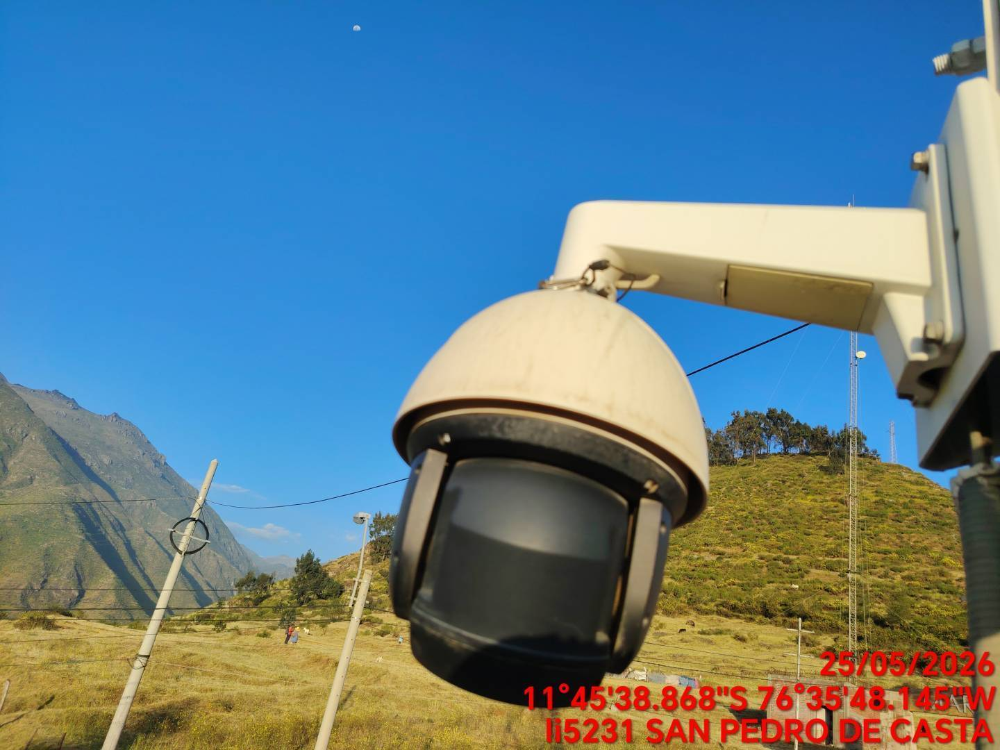 25/05/2026
11°45'38.868"S 76°35'48.145"W
li5231 SAN PEDRO DE CASTA